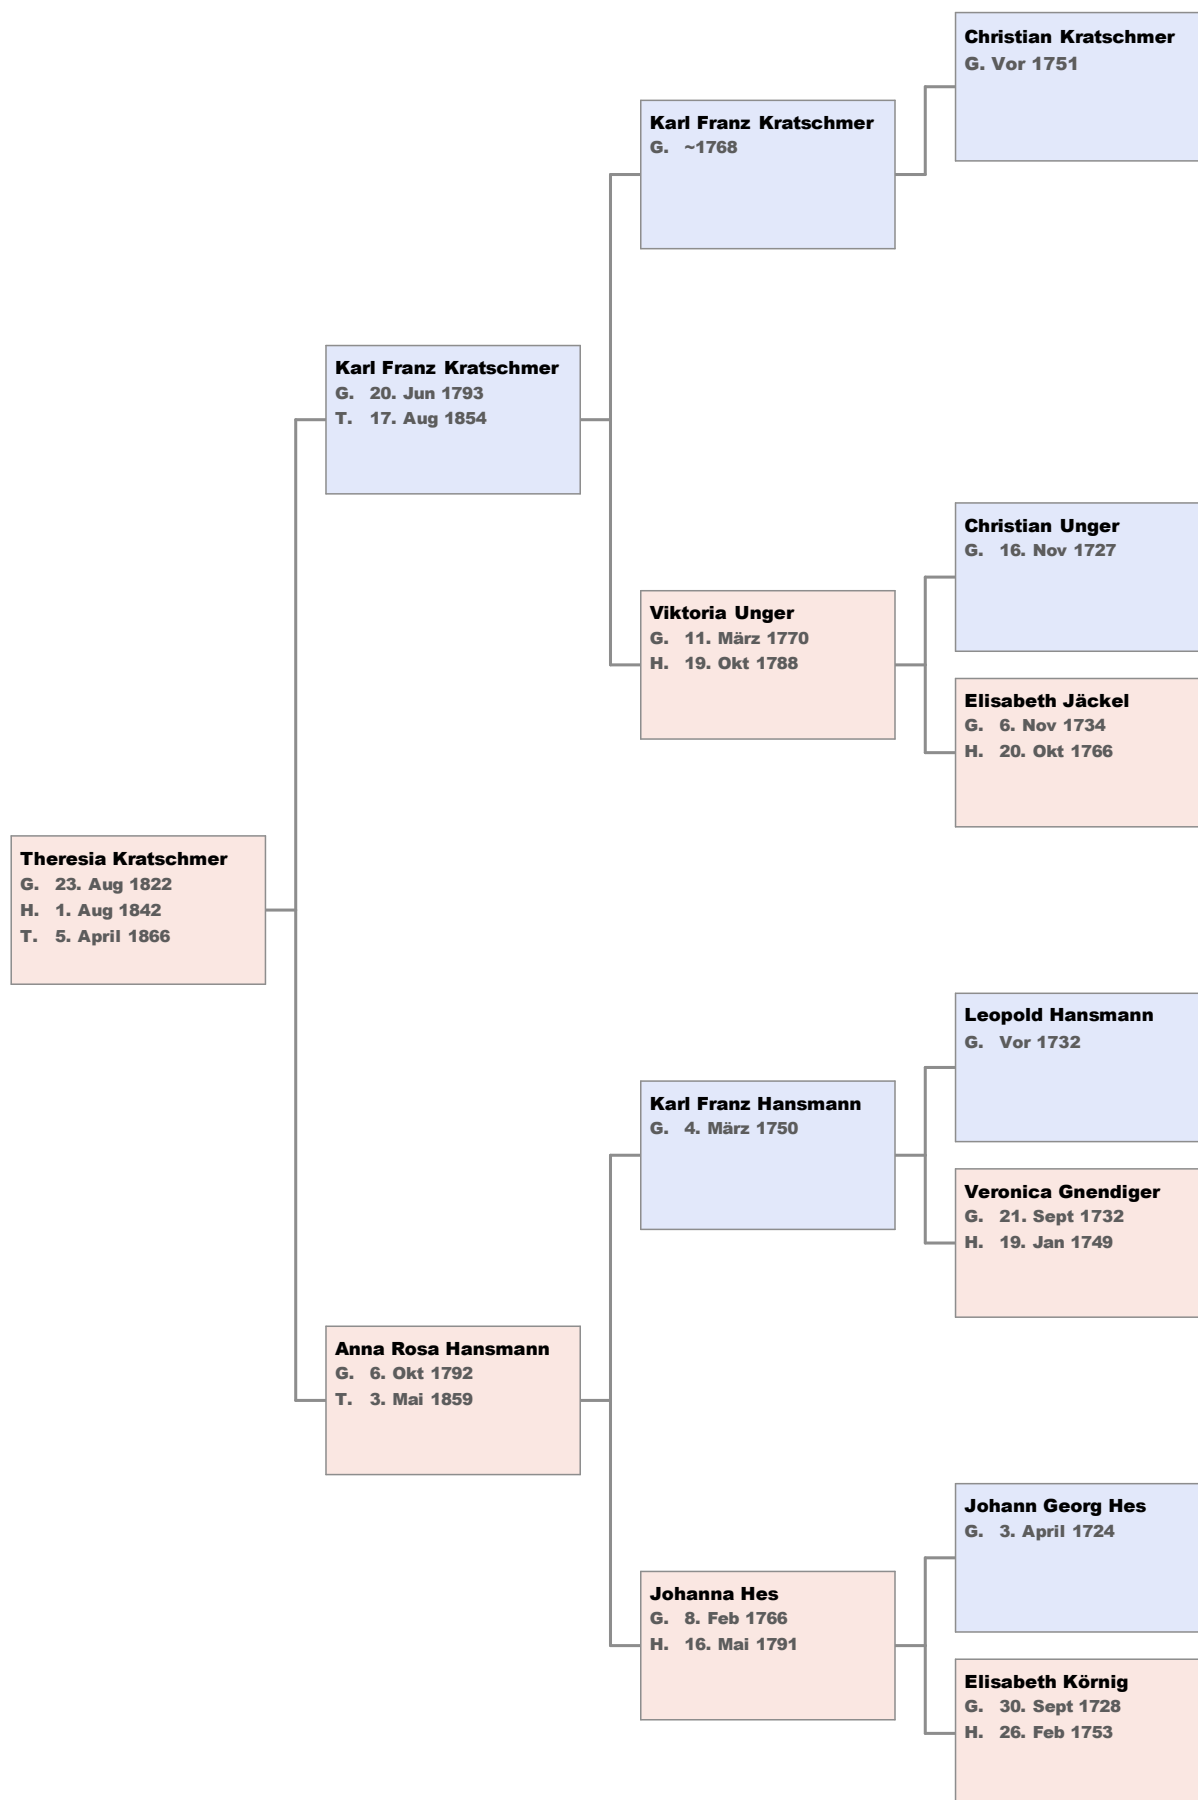 Christian Kratschmer
G. Vor 1751
Karl Franz Kratschmer
G. ~1768
Karl Franz Kratschmer
G. 20. Jun 1793
T. 17. Aug 1854
Christian Unger
G. 16. Nov 1727
Viktoria Unger
G. 11. März 1770
H. 19. Okt 1788
Elisabeth Jäckel
G. 6. Nov 1734
H. 20. Okt 1766
Theresia Kratschmer
G. 23. Aug 1822
H. 1. Aug 1842
T. 5. April 1866
Leopold Hansmann
G. Vor 1732
Karl Franz Hansmann
G. 4. März 1750
Veronica Gnendiger
G. 21. Sept 1732
H. 19. Jan 1749
Anna Rosa Hansmann
G. 6. Okt 1792
T. 3. Mai 1859
Johann Georg Hes
G. 3. April 1724
Johanna Hes
G. 8. Feb 1766
H. 16. Mai 1791
Elisabeth Körnig
G. 30. Sept 1728
H. 26. Feb 1753